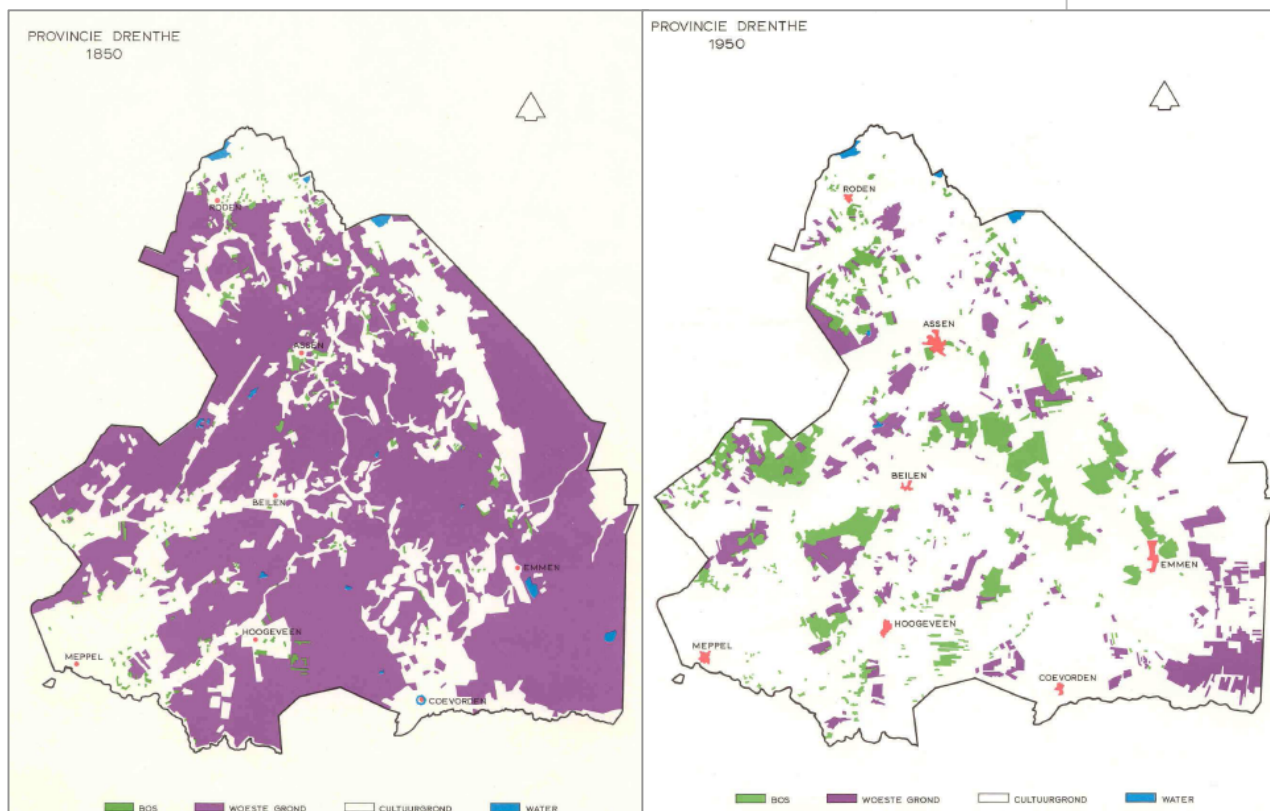 PROVINCIE DRENTHE
1850
RODEN
ASSEN
BEILEN
EMMEN
HOOGEVEEN
MEPPEL
COEVORDEN
BOS
WOESTE GROND
CULTUURGROND
WATER
PROVINCIE DRENTHE
1950
RODEN
ASSEN
BEILEN
EMMEN
HOOGEVEEN
MEPPEL
COEVORDEN
BOS
WOESTE GROND
CULTUURGROND
WATER